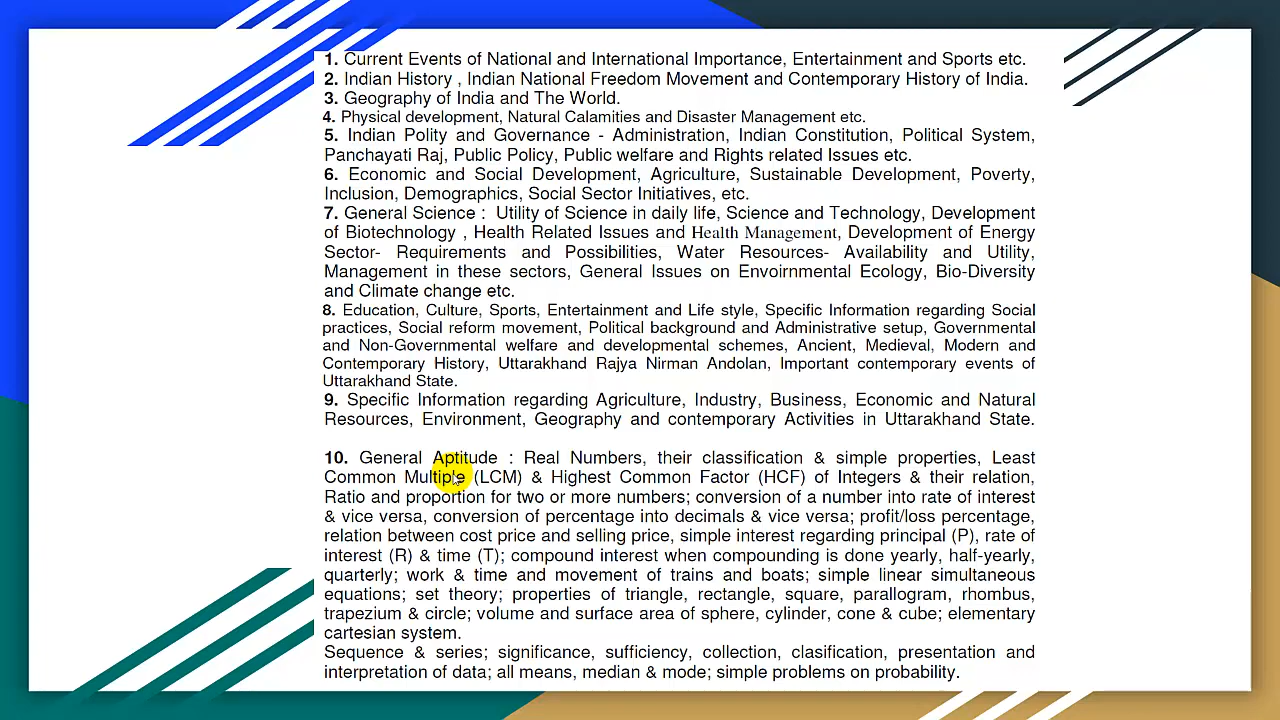 1. Current Events of National and International Importance, Entertainment and Sports etc.
2. Indian History , Indian National Freedom Movement and Contemporary History of India.
3. Geography of India and The World.
4. Physical development, Natural Calamities and Disaster Management etc.
5. Indian Polity and Governance - Administration, Indian Constitution, Political System,
Panchayati Raj, Public Policy, Public welfare and Rights related Issues etc.
6. Economic and Social Development, Agriculture, Sustainable Development, Poverty,
Inclusion, Demographics, Social Sector Initiatives, etc.
7. General Science : Utility of Science in daily life, Science and Technology, Development
of Biotechnology , Health Related Issues and Health Management, Development of Energy
Sector- Requirements and Possibilities, Water Resources- Availability and Utility,
Management in these sectors, General Issues on Envoirnmental Ecology, Bio-Diversity
and Climate change etc.
8. Education, Culture, Sports, Entertainment and Life style, Specific Information regarding Social
practices, Social reform movement, Political background and Administrative setup, Governmental
and Non-Governmental welfare and developmental schemes, Ancient, Medieval, Modern and
Contemporary History, Uttarakhand Rajya Nirman Andolan, Important contemporary events of
Uttarakhand State.
9. Specific Information regarding Agriculture, Industry, Business, Economic and Natural
Resources, Environment, Geography and contemporary Activities in Uttarakhand State.
10. General Aptitude : Real Numbers, their classification & simple properties, Least
Common Multiple (LCM) & Highest Common Factor (HCF) of Integers & their relation,
Ratio and proportion for two or more numbers; conversion of a number into rate of interest
& vice versa, conversion of percentage into decimals & vice versa; profit/loss percentage,
relation between cost price and selling price, simple interest regarding principal (P), rate of
interest (R) & time (T); compound interest when compounding is done yearly, half-yearly,
quarterly; work & time and movement of trains and boats; simple linear simultaneous
equations; set theory; properties of triangle, rectangle, square, parallogram, rhombus,
trapezium & circle; volume and surface area of sphere, cylinder, cone & cube; elementary
cartesian system.
Sequence & series; significance, sufficiency, collection, clasification, presentation and
interpretation of data; all means, median & mode; simple problems on probability.